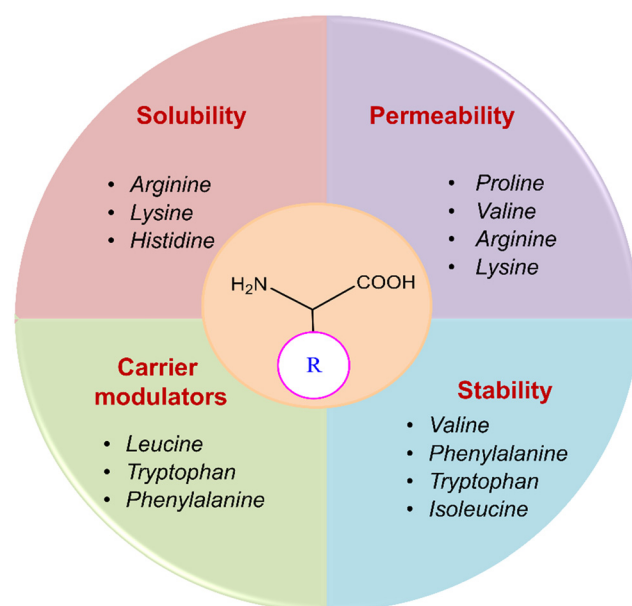 Solubility
• Arginine
• Lysine
• Histidine
Permeability
• Proline
• Valine
• Arginine
• Lysine
H₂N
COOH
R
Carrier
modulators
• Leucine
• Tryptophan
• Phenylalanine
Stability
• Valine
• Phenylalanine
• Tryptophan
• Isoleucine